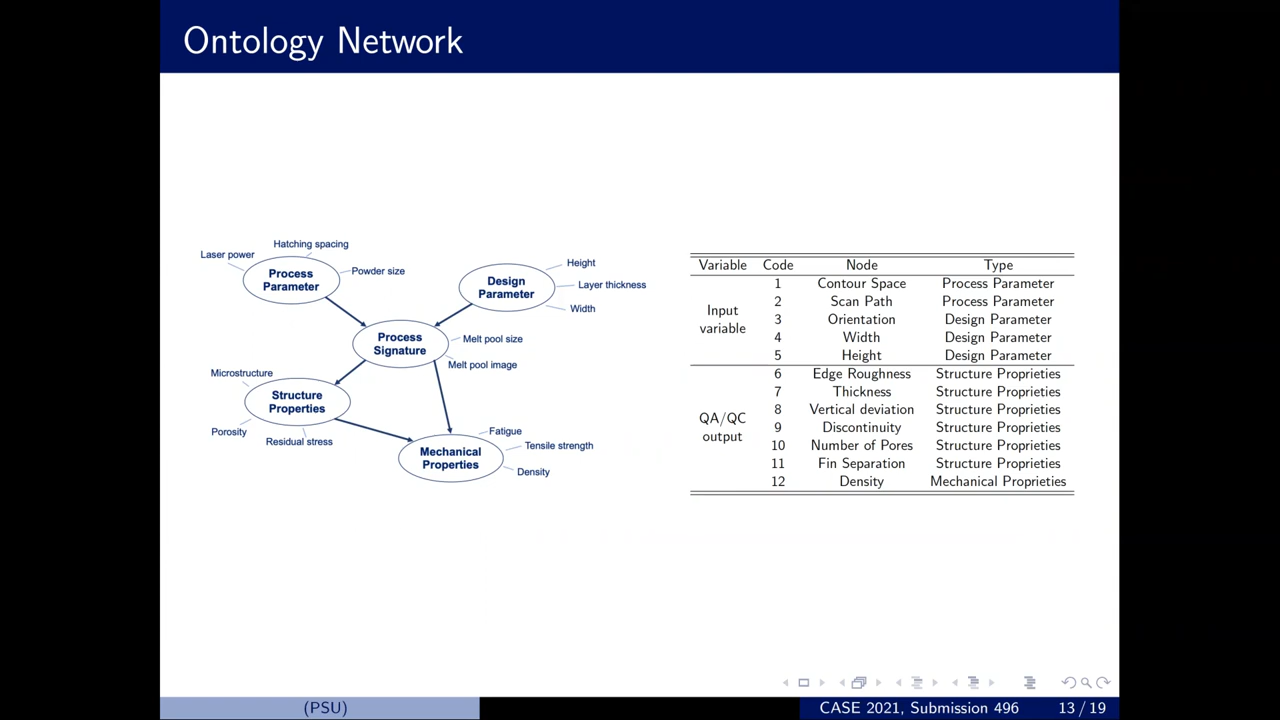 Ontology Network
Hatching spacing
Laser power
Process
Parameter
Powder size
Design
Parameter
Height
Layer thickness
Width
Process
Signature
Melt pool size
Melt pool image
Microstructure
Structure
Properties
Porosity
Residual stress
Mechanical
Properties
Fatigue
Tensile strength
Density
Variable Code Node Type
Input
variable
1 Contour Space Process Parameter
2 Scan Path Process Parameter
3 Orientation Design Parameter
4 Width Design Parameter
5 Height Design Parameter
QA/QC
output
6 Edge Roughness Structure Proprieties
7 Thickness Structure Proprieties
8 Vertical deviation Structure Proprieties
9 Discontinuity Structure Proprieties
10 Number of Pores Structure Proprieties
11 Fin Separation Structure Proprieties
12 Density Mechanical Proprieties
(PSU)
CASE 2021, Submission 496 13 / 19